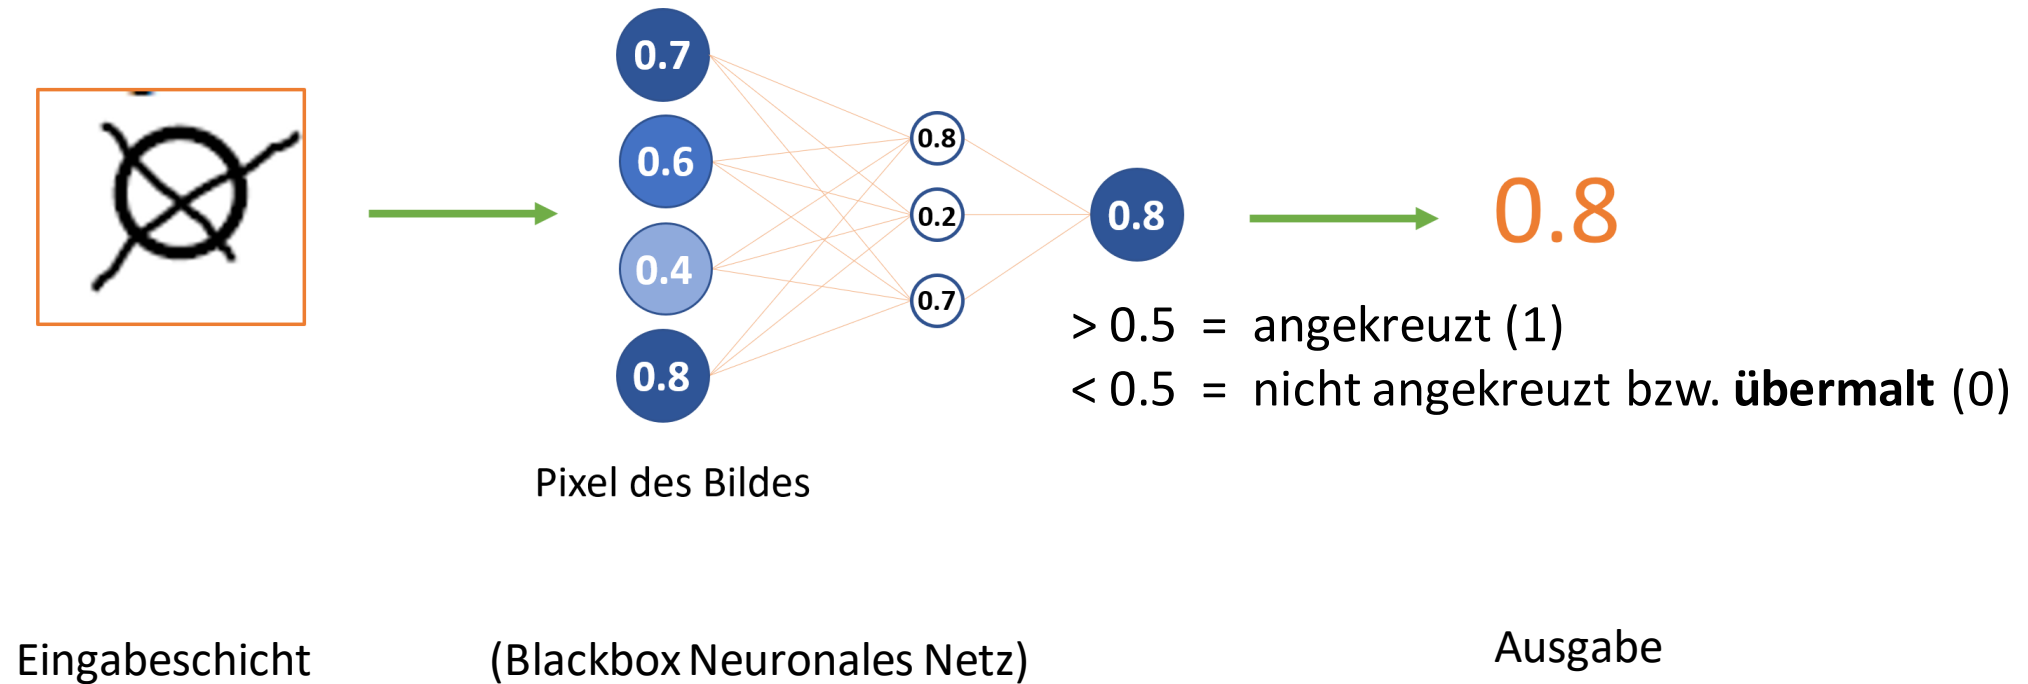 0.7
0.6
0.4
0.8
0.8
0.2
0.7
0.8
0.8
> 0.5 = angekreuzt (1)
< 0.5 = nicht angekreuzt bzw. übermalt (0)
Pixel des Bildes
Eingabeschicht
(Blackbox Neuronales Netz)
Ausgabe